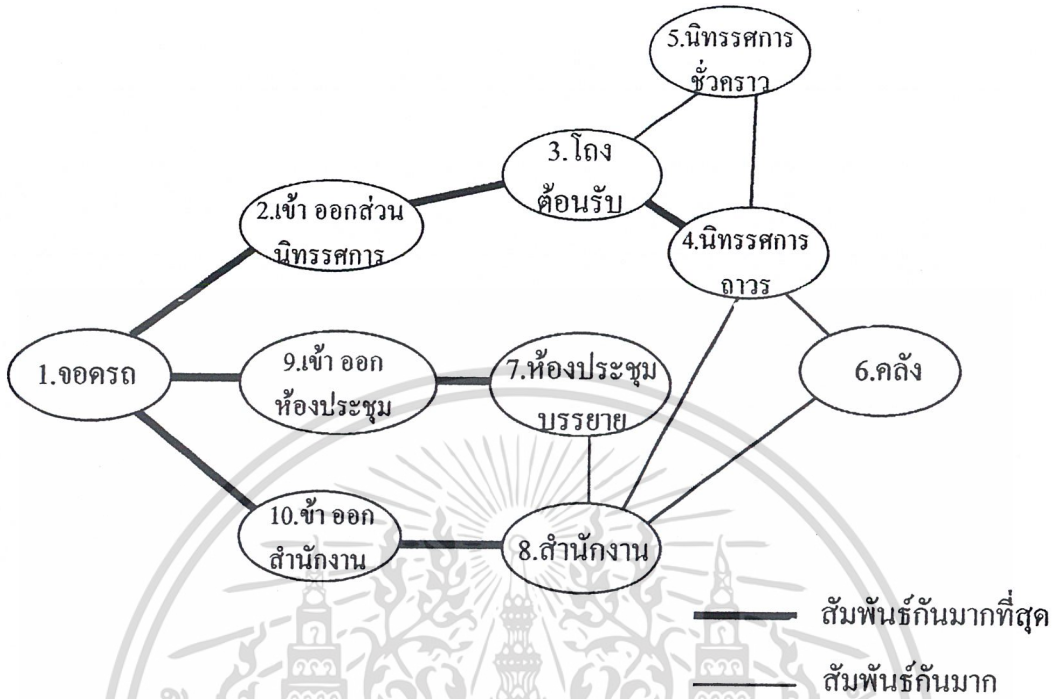 5.นิทรรศการ
ชั่วคราว
3.โถง
ต้อนรับ
2.เข้า ออกส่วน
นิทรรศการ
4.นิทรรศการ
ถาวร
1.จอดรถ
9.เข้า ออก
ห้องประชุม
7.ห้องประชุม
บรรยาย
6.คลัง
10.ข้า ออก
สำนักงาน
8.สำนักงาน
สัมพันธ์กันมากที่สุด
สัมพันธ์กันมาก